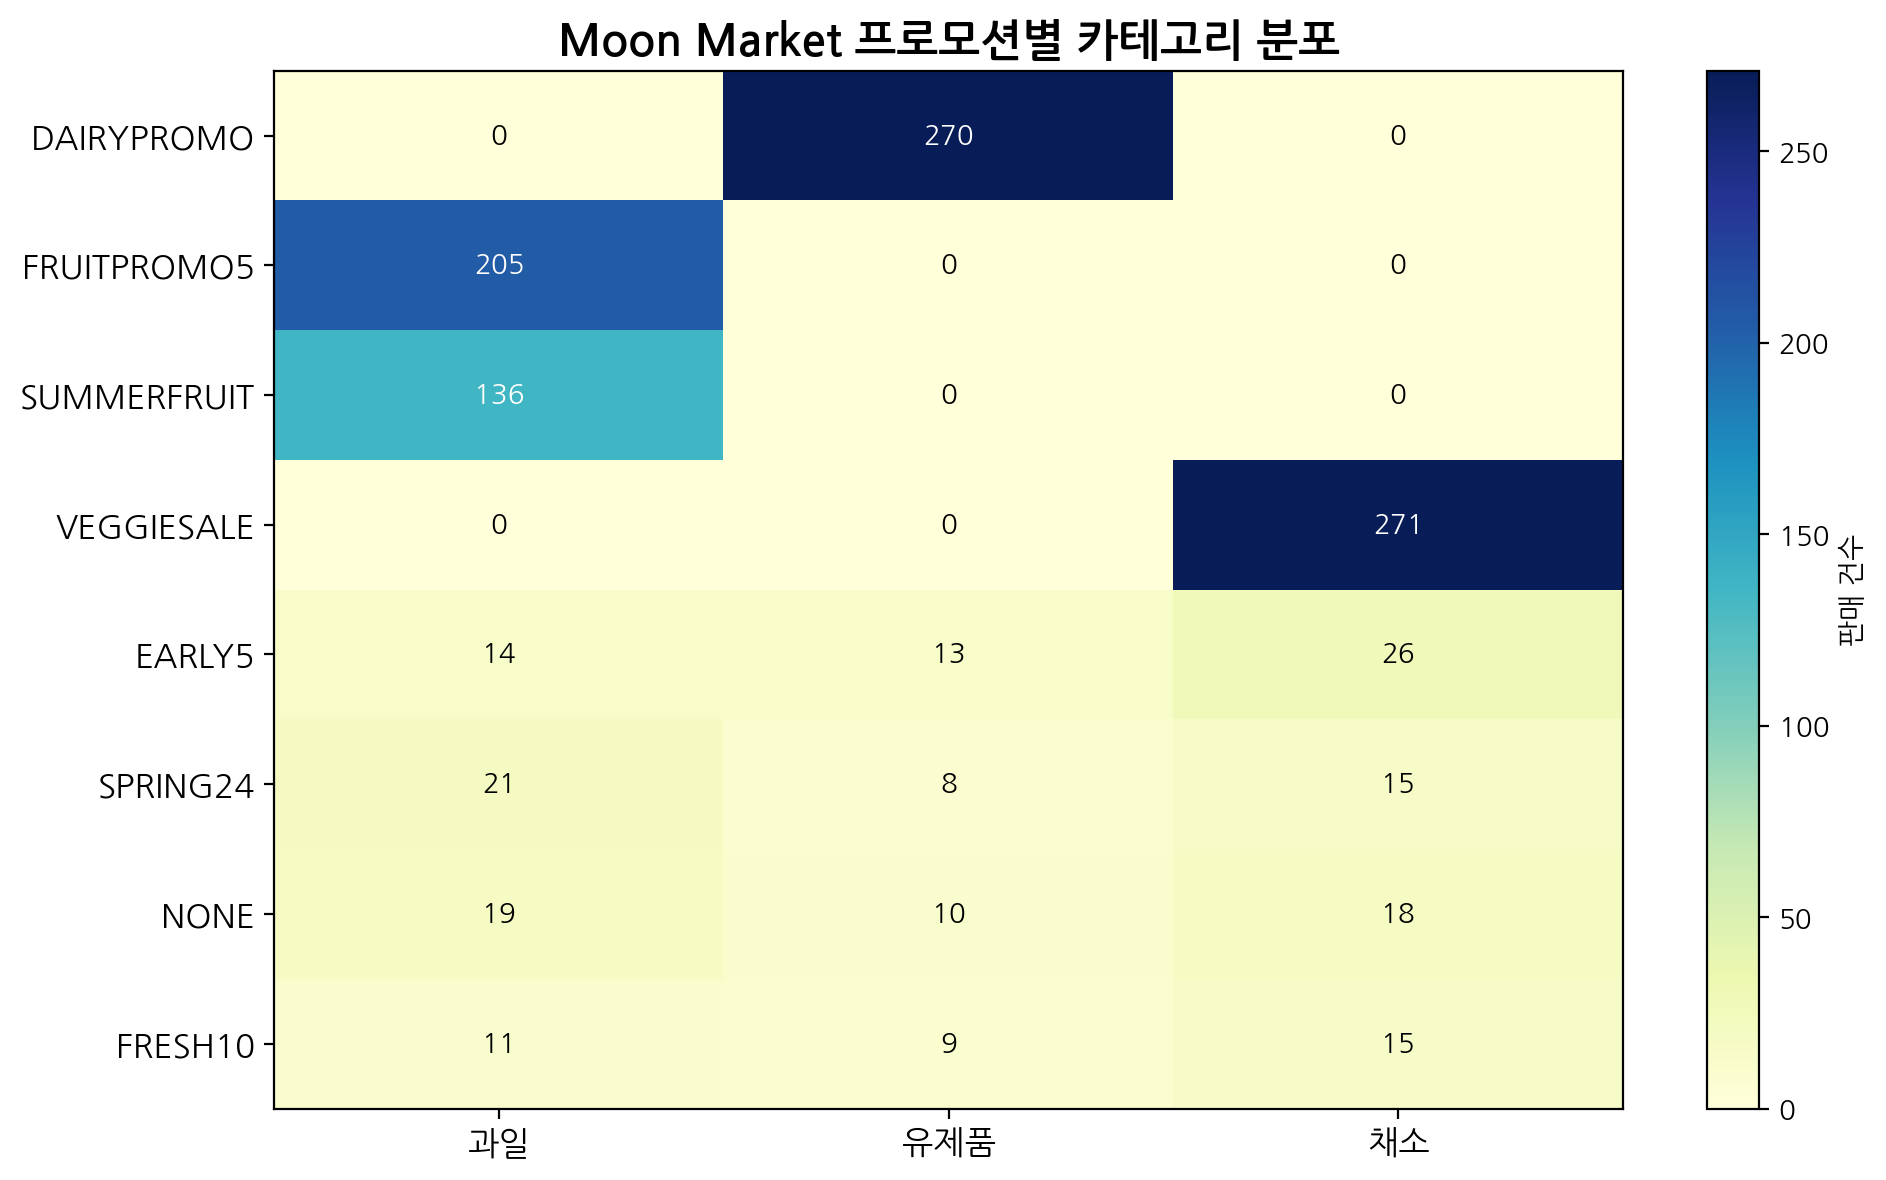 Moon Market 프로모션별 카테고리 분포
DAIRYPROMO 0 270 0
FRUITPROMO5 205 0 0
SUMMERFRUIT 136 0 0
VEGGIESALE 0 0 271
EARLY5 14 13 26
SPRING24 21 8 15
NONE 19 10 18
FRESH10 11 9 15
과일 유제품 채소
250
200
150
100
50
0
판매 건수